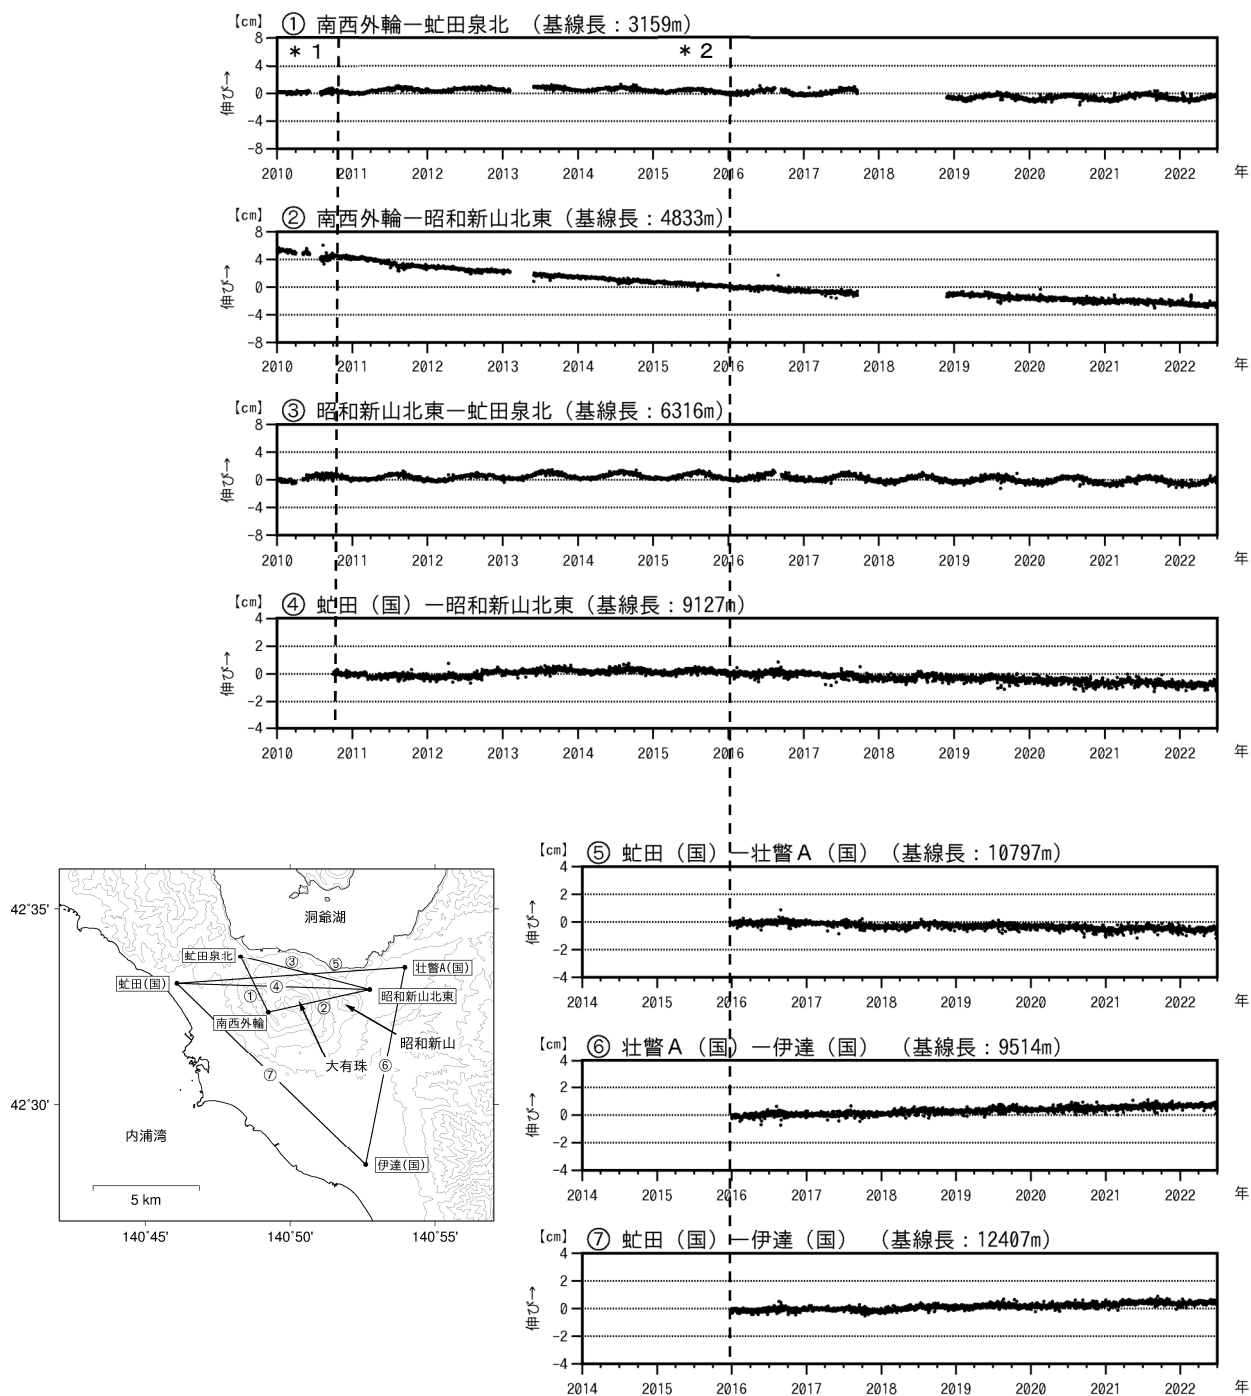 【cm】 ① 南西外輪－虻田泉北 （基線長：3159m）
＊1 ＊2
8
4
0
-4
-8
伸び→
2010 2011 2012 2013 2014 2015 2016 2017 2018 2019 2020 2021 2022 年
【cm】 ② 南西外輪－昭和新山北東（基線長：4833m）
8
4
0
-4
-8
伸び→
2010 2011 2012 2013 2014 2015 2016 2017 2018 2019 2020 2021 2022 年
【cm】 ③ 昭和新山北東－虻田泉北（基線長：6316m）
8
4
0
-4
-8
伸び→
2010 2011 2012 2013 2014 2015 2016 2017 2018 2019 2020 2021 2022 年
【cm】 ④ 虻田（国）－昭和新山北東（基線長：9127m）
4
2
0
-2
-4
伸び→
2010 2011 2012 2013 2014 2015 2016 2017 2018 2019 2020 2021 2022 年
42°35'
42°30'
洞爺湖
虻田泉北
③
⑤
壮瞥A(国)
虻田(国)
④
昭和新山北東
①
②
南西外輪
昭和新山
大有珠
⑥
⑦
内浦湾
伊達(国)
5 km
140°45' 140°50' 140°55'
【cm】 ⑤ 虻田（国）－壮瞥Ａ（国）（基線長：10797m）
4
2
0
-2
-4
伸び→
2014 2015 2016 2017 2018 2019 2020 2021 2022 年
【cm】 ⑥ 壮瞥Ａ（国）－伊達（国） （基線長：9514m）
4
2
0
-2
-4
伸び→
2014 2015 2016 2017 2018 2019 2020 2021 2022 年
【cm】 ⑦ 虻田（国）－伊達（国） （基線長：12407m）
4
2
0
-2
-4
伸び→
2014 2015 2016 2017 2018 2019 2020 2021 2022 年